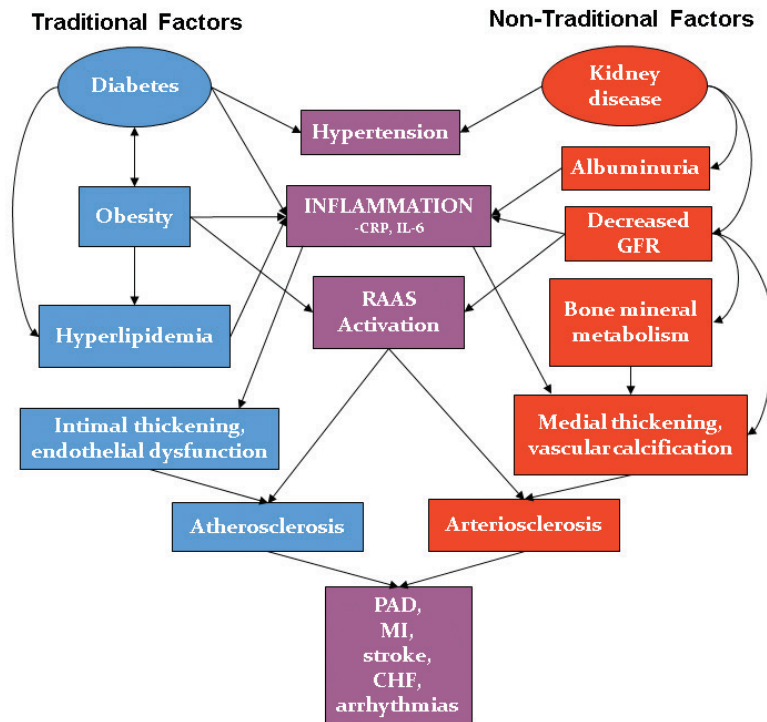 Traditional Factors
Non-Traditional Factors
Diabetes
Kidney
disease
Hypertension
Albuminuria
Obesity
INFLAMMATION
-CRP, IL-6
Decreased
GFR
RAAS
Activation
Hyperlipidemia
Bone mineral
metabolism
Intimal thickening,
endothelial dysfunction
Medial thickening,
vascular calcification
Atherosclerosis
Arteriosclerosis
PAD,
MI,
stroke,
CHF,
arrhythmias